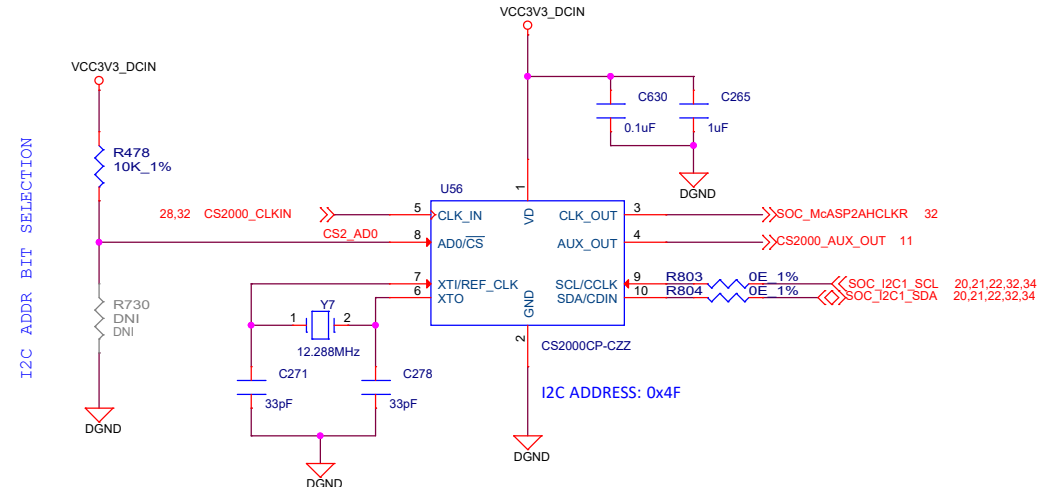 VCC3V3_DCIN
VCC3V3_DCIN
C630
C265
0.1uF
1uF
R478
10K_1%
DGND
I2C ADDR BIT SELECTION
U56
1
VD
28,32 CS2000_CLKIN
5
CLK_IN
CLK_OUT
3
SOC_McASP2AHCLKR 32
CS2_AD0
8
AD0/CS
AUX_OUT
4
CS2000_AUX_OUT 11
7
XTI/REF_CLK
SCL/CCLK
9
R803
0E_1%
SOC_I2C1_SCL 20,21,22,32,34
6
XTO
SDA/CDIN
10
R804
0E_1%
SOC_I2C1_SDA 20,21,22,32,34
GND
2
R730
DNI
DNI
Y7
1
2
12.288MHz
CS2000CP-CZZ
C271
33pF
C278
33pF
I2C ADDRESS: 0x4F
DGND
DGND
DGND